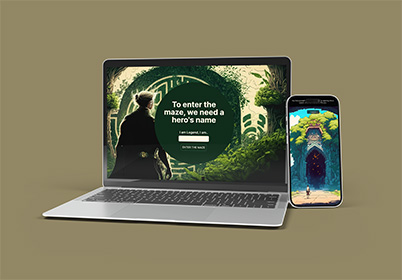 To enter the
maze, we need a
hero's name
I am Legend, I am...
ENTER THE MAZE